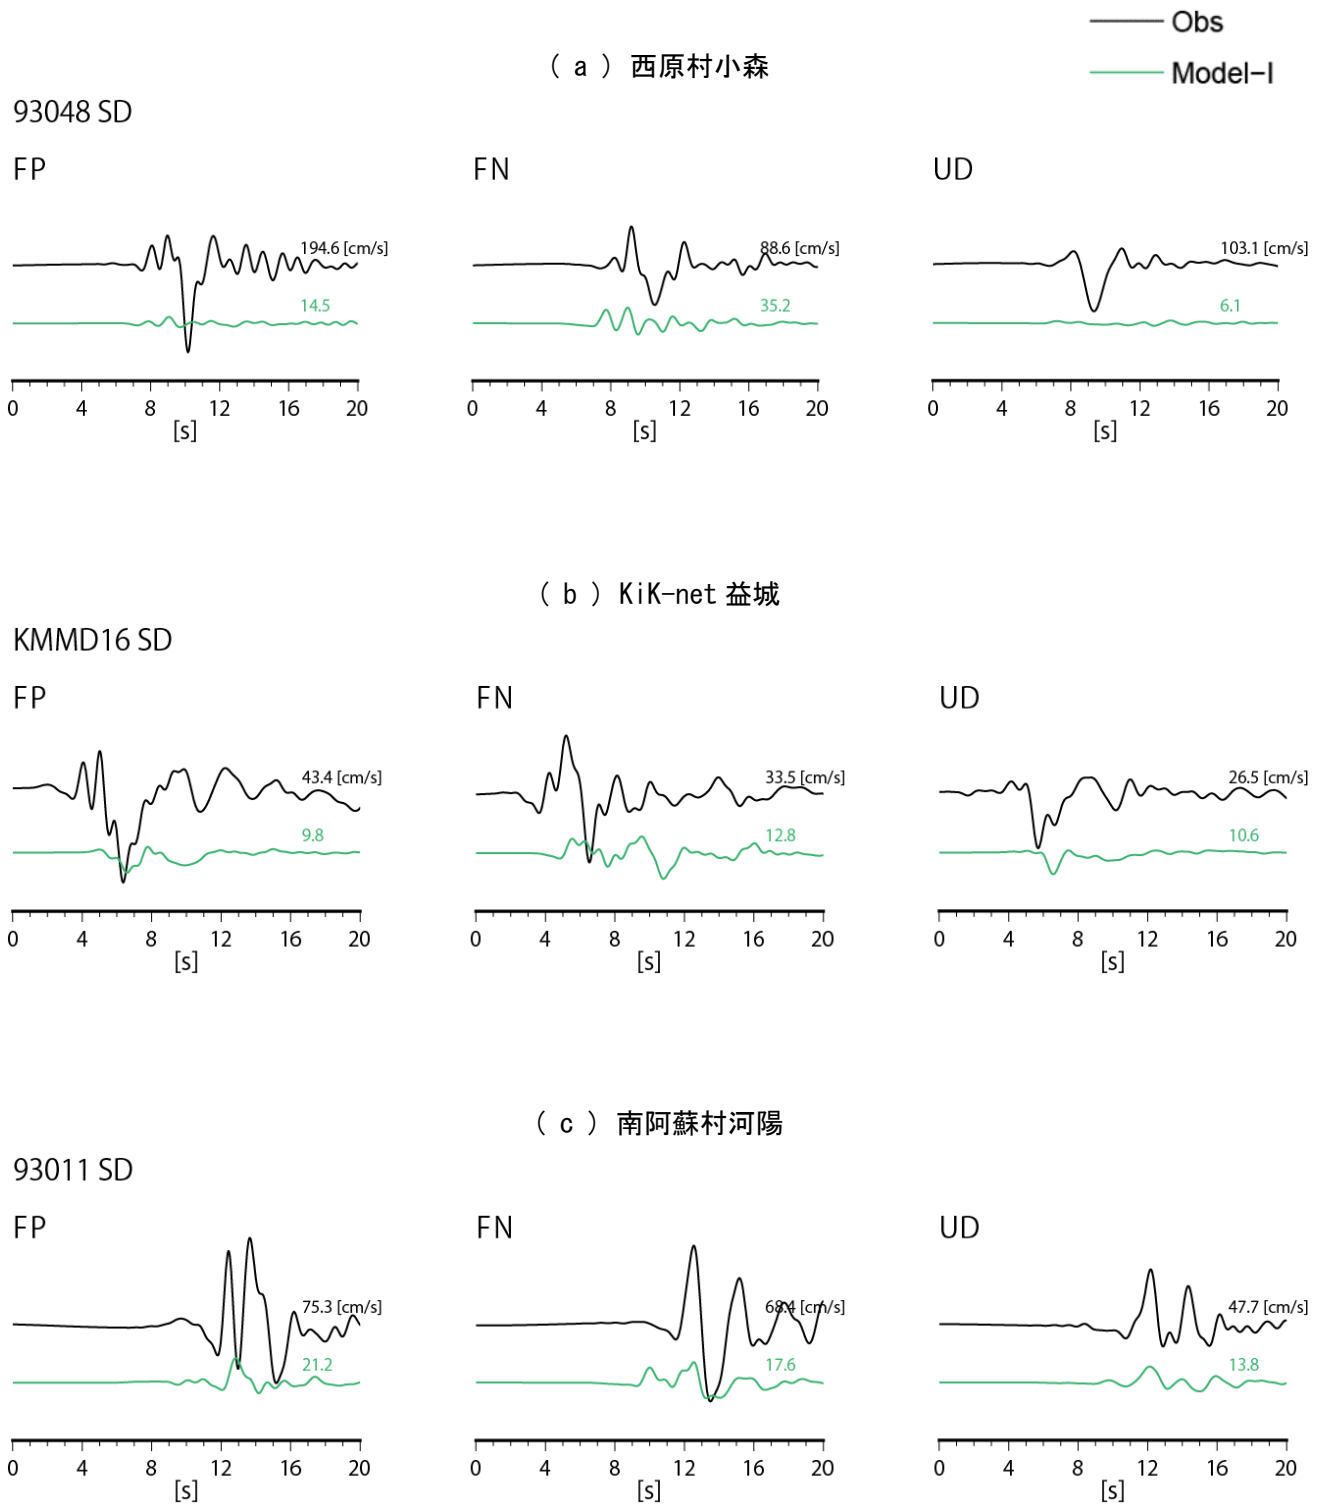 Obs
Model-I
( a ) 西原村小森
93048 SD
FP
FN
UD
194.6 [cm/s]
14.5
88.6 [cm/s]
35.2
103.1 [cm/s]
6.1
0 4 8 12 16 20
[s]
0 4 8 12 16 20
[s]
0 4 8 12 16 20
[s]
( b ) KiK-net 益城
KMMD16 SD
FP
FN
UD
43.4 [cm/s]
9.8
33.5 [cm/s]
12.8
26.5 [cm/s]
10.6
0 4 8 12 16 20
[s]
0 4 8 12 16 20
[s]
0 4 8 12 16 20
[s]
( c ) 南阿蘇村河陽
93011 SD
FP
FN
UD
75.3 [cm/s]
21.2
68.4 [cm/s]
17.6
47.7 [cm/s]
13.8
0 4 8 12 16 20
[s]
0 4 8 12 16 20
[s]
0 4 8 12 16 20
[s]